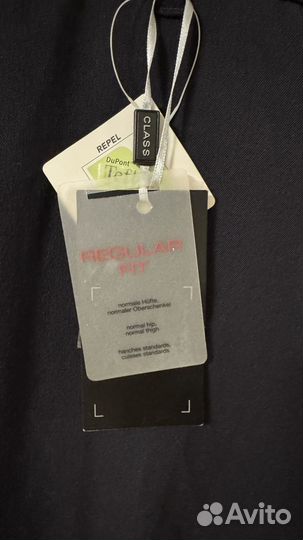 CLASS
REPEL
DuPont
REGULAR
FIT
normale Hüfte,
normaler Oberschenkel
normal hip,
normal thigh
hanches standards,
cuisses standards
Avito